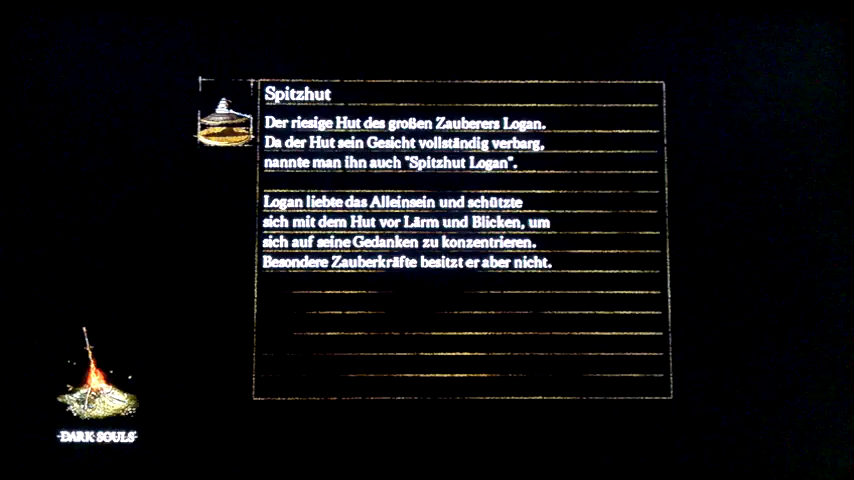 Spitzhut
Der riesige Hut des großen Zauberers Logan.
Da der Hut sein Gesicht vollständig verbarg,
nannte man ihn auch "Spitzhut Logan".
Logan liebte das Alleinsein und schützte
sich mit dem Hut vor Lärm und Blicken, um
sich auf seine Gedanken zu konzentrieren.
Besondere Zauberkräfte besitzt er aber nicht.
DARK SOULS